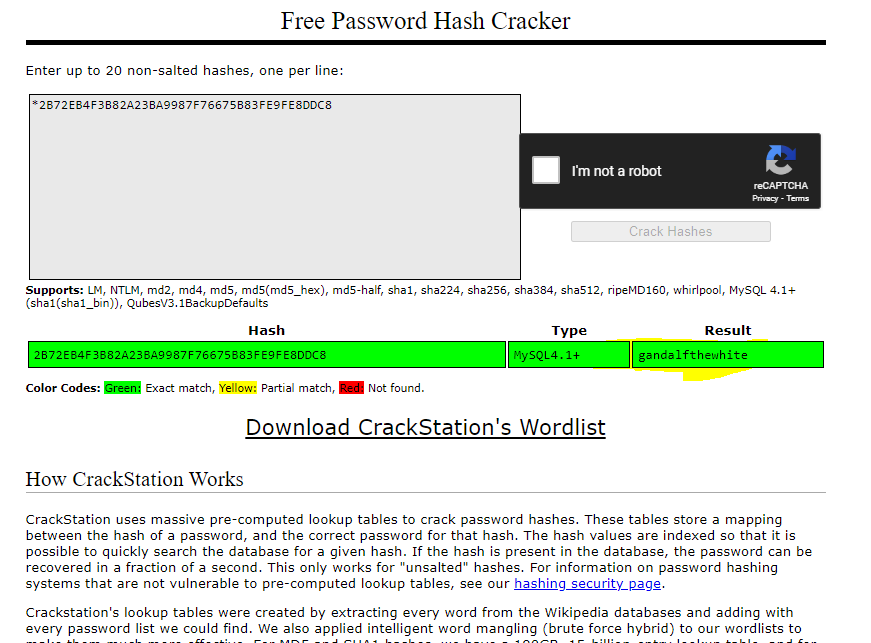 Free Password Hash Cracker
Enter up to 20 non-salted hashes, one per line:
*2B72EB4F3B82A23BA9987F76675B83FE9FE8DDC8
I'm not a robot
reCAPTCHA
Privacy - Terms
Crack Hashes
Supports: LM, NTLM, md2, md4, md5, md5(md5_hex), md5-half, sha1, sha224, sha256, sha384, sha512, ripeMD160, whirlpool, MySQL 4.1+
(sha1(sha1_bin)), QubesV3.1BackupDefaults
Hash Type Result
2B72EB4F3B82A23BA9987F76675B83FE9FE8DDC8 MySQL4.1+ gandalfthewhite
Color Codes: Green: Exact match, Yellow: Partial match, Red: Not found.
Download CrackStation's Wordlist
How CrackStation Works
CrackStation uses massive pre-computed lookup tables to crack password hashes. These tables store a mapping
between the hash of a password, and the correct password for that hash. The hash values are indexed so that it is
possible to quickly search the database for a given hash. If the hash is present in the database, the password can be
recovered in a fraction of a second. This only works for "unsalted" hashes. For information on password hashing
systems that are not vulnerable to pre-computed lookup tables, see our hashing security page.
Crackstation's lookup tables were created by extracting every word from the Wikipedia databases and adding with
every password list we could find. We also applied intelligent word mangling (brute force hybrid) to our wordlists to